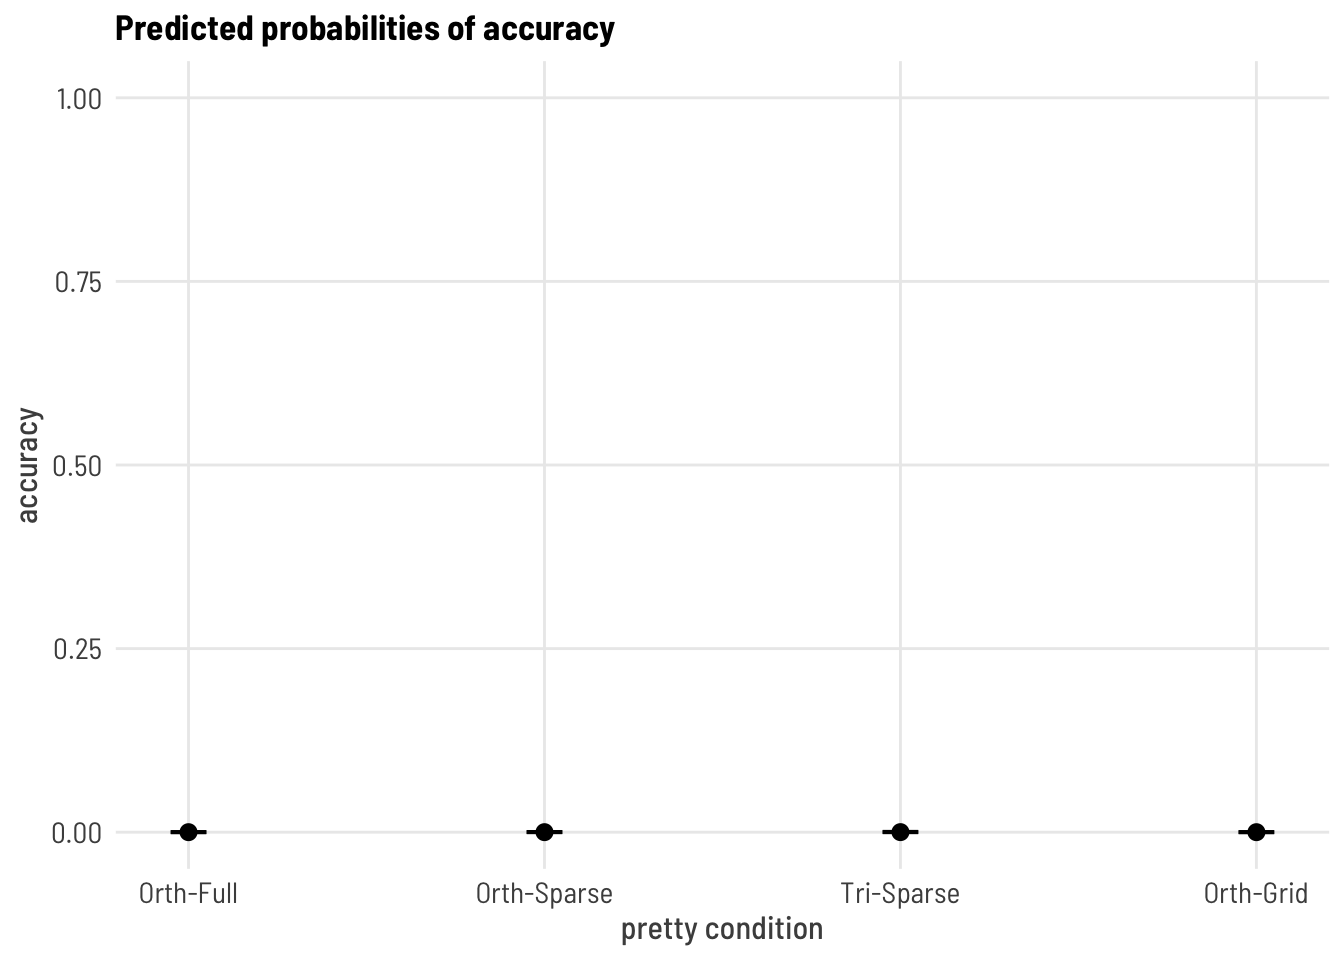 Predicted probabilities of accuracy
1.00
0.75
0.50
0.25
0.00
accuracy
Orth-Full Orth-Sparse Tri-Sparse Orth-Grid
pretty condition